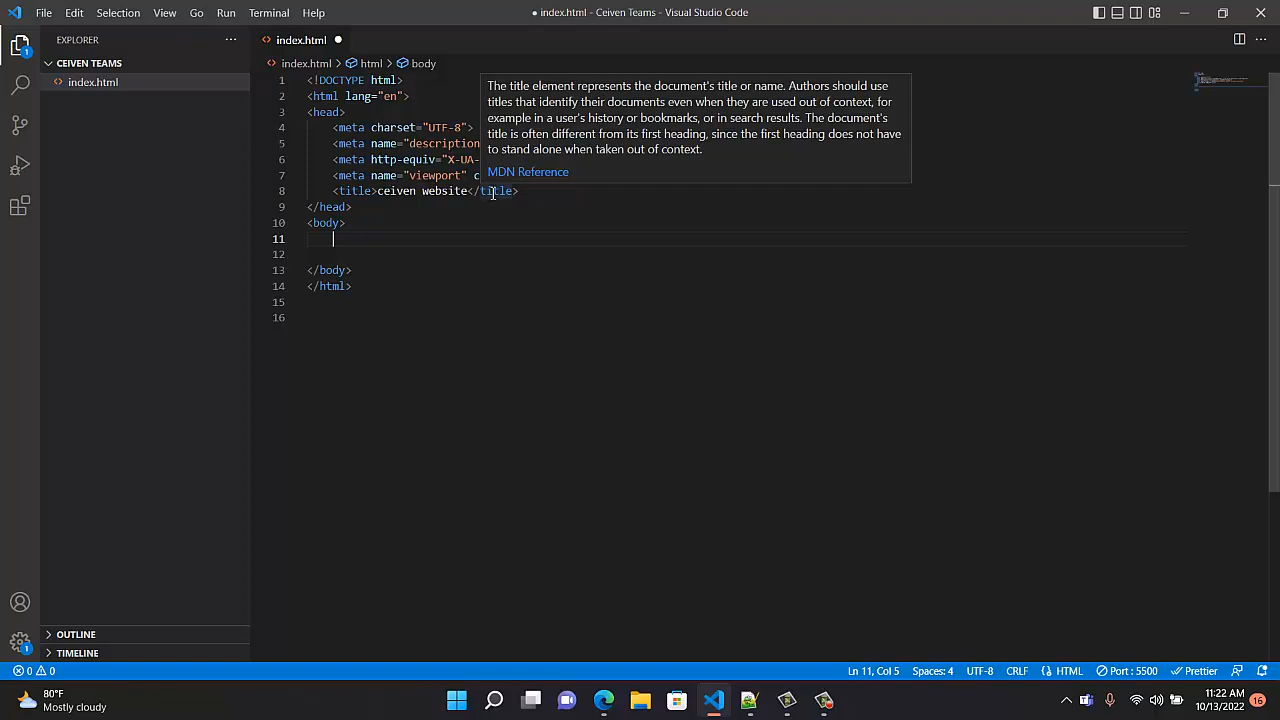 File Edit Selection View Go Run Terminal Help
● index.html - Ceiven Teams - Visual Studio Code
EXPLORER
index.html
CEIVEN TEAMS
index.html
index.html > html > body
1 <!DOCTYPE html>
2 <html lang="en">
3 <head>
4 <meta charset="UTF-8">
5 <meta name="description
6 <meta http-equiv="X-UA-
7 <meta name="viewport" c
8 <title>ceiven website</title>
9 </head>
10 <body>
11
12
13 </body>
14 </html>
15
16
The title element represents the document's title or name. Authors should use
titles that identify their documents even when they are used out of context, for
example in a user's history or bookmarks, or in search results. The document's
title is often different from its first heading, since the first heading does not have
to stand alone when taken out of context.
MDN Reference
1
1
OUTLINE
TIMELINE
0 0
Ln 11, Col 5 Spaces: 4 UTF-8 CRLF HTML Port : 5500 Prettier
80°F
Mostly cloudy
11:22 AM
10/13/2022
16